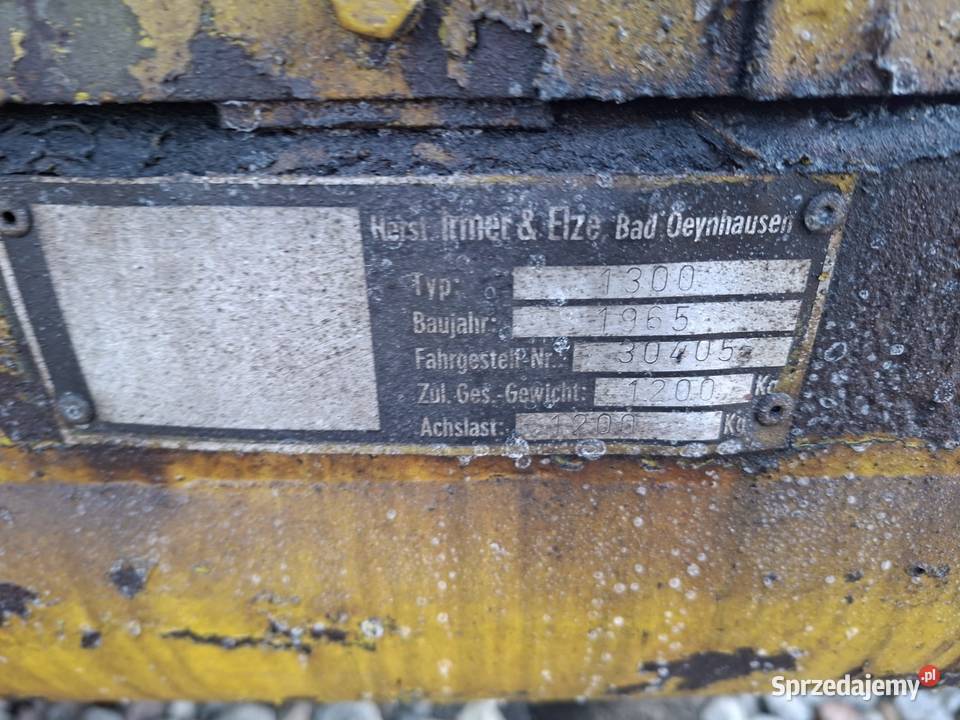 Herst. Irmer & Elze, Bad Oeynhausen
Typ: 1300
Baujahr: 1965
Fahrgestell-Nr.: 30405
Zul. Ges.-Gewicht: 1200 Kg
Achslast: 1200 Kg
Sprzedajemy.pl